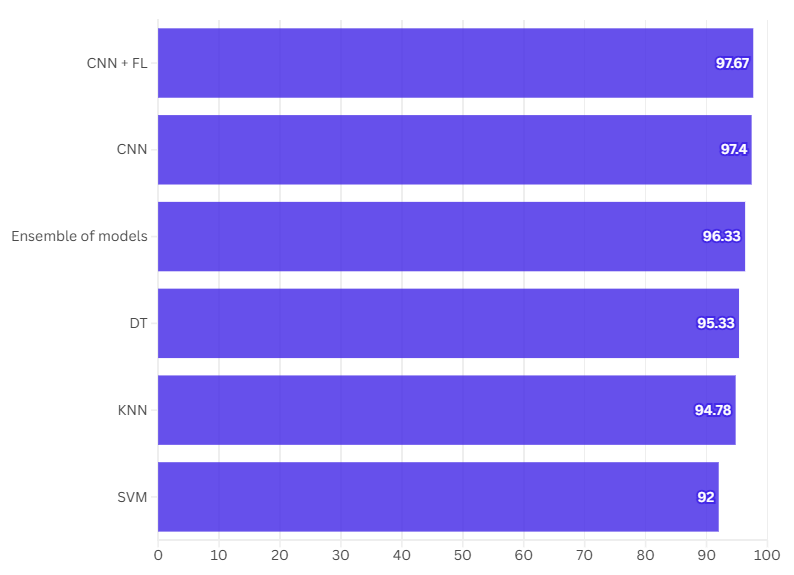 CNN + FL
97.67
CNN
97.4
Ensemble of models
96.33
DT
95.33
KNN
94.78
SVM
92
0 10 20 30 40 50 60 70 80 90 100